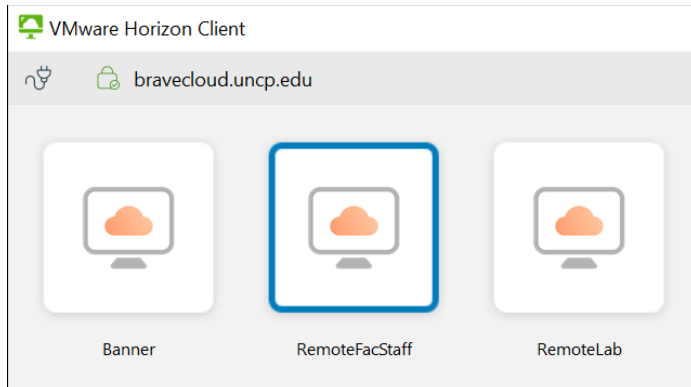 VMware Horizon Client
bravecloud.uncp.edu
Banner
RemoteFacStaff
RemoteLab